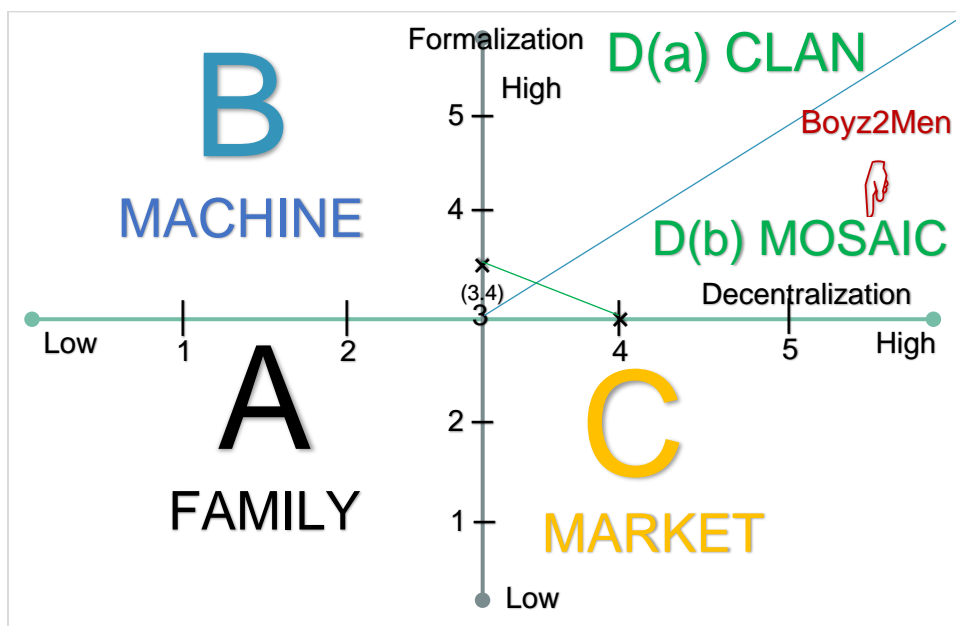 Formalization
High
B
MACHINE
D(a) CLAN
Boyz2Men
D(b) MOSAIC
5
4
(3.4)
3
Decentralization
Low
1
2
4
5
High
A
FAMILY
C
MARKET
2
1
Low